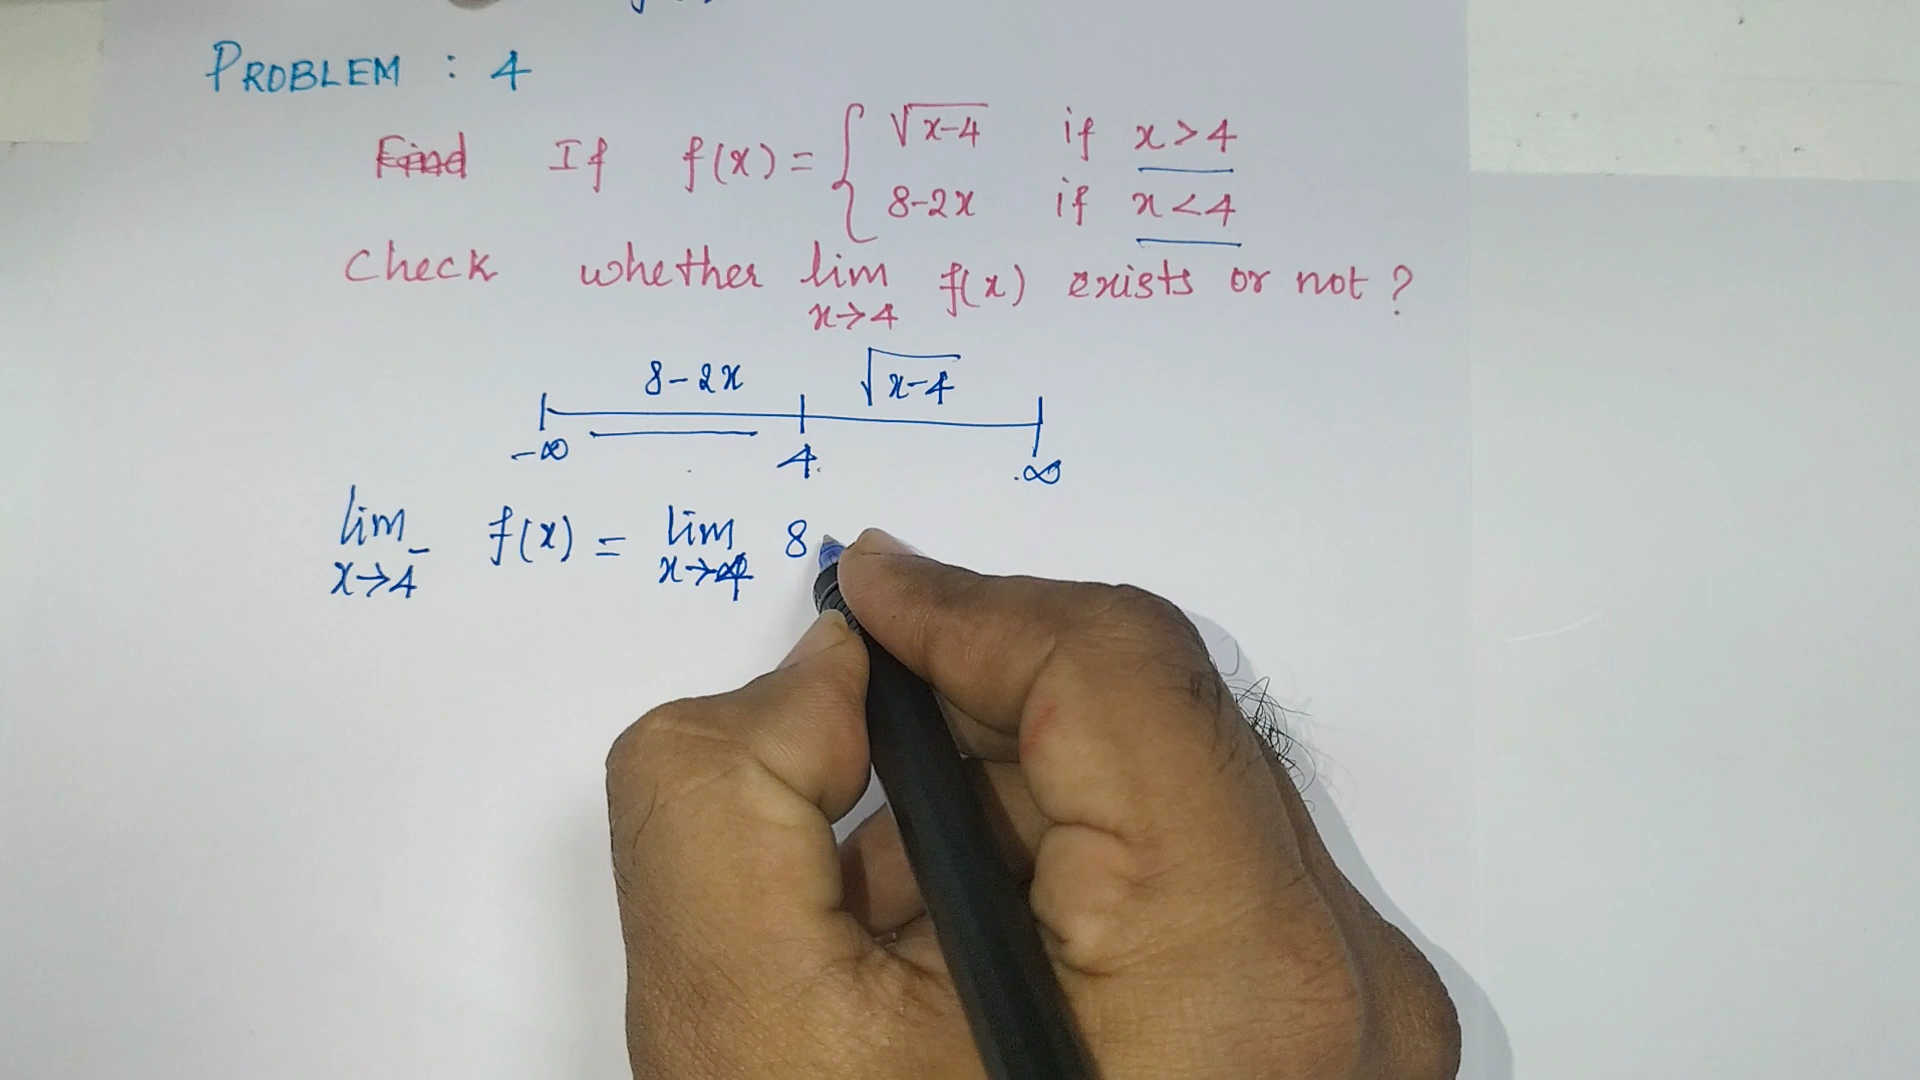 PROBLEM : 4
Find If f(x) = { √x-4 if x>4
8-2x if x<4
Check whether lim f(x) exists or not ?
x→4
8-2x √x-4
-∞ 4 ∞
lim f(x) = lim 8
x→4⁻ x→4